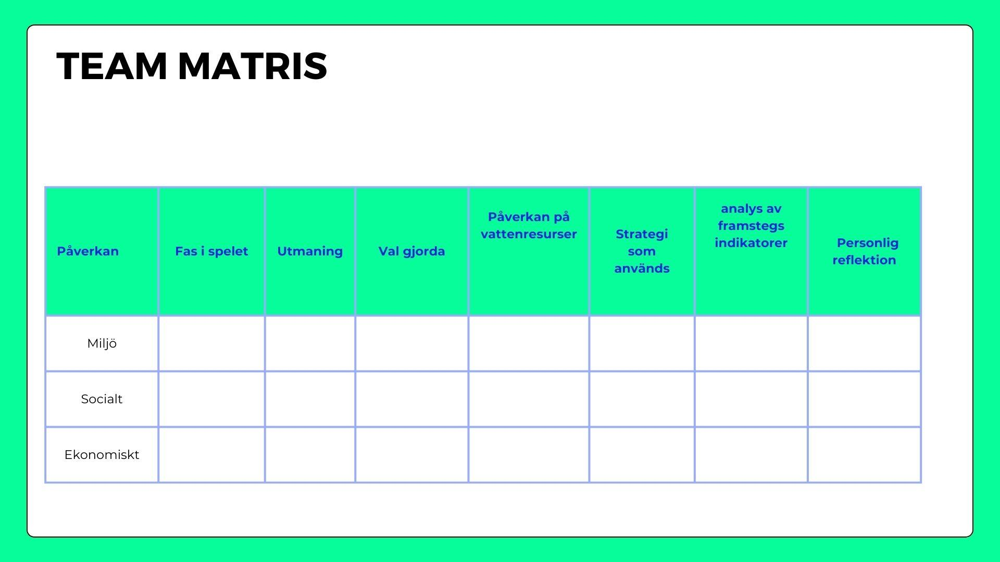 TEAM MATRIS
Påverkan
Fas i spelet
Utmaning
Val gjorda
Påverkan på
vattenresurser
Strategi
som
används
analys av
framstegs
indikatorer
Personlig
reflektion
Miljö
Socialt
Ekonomiskt